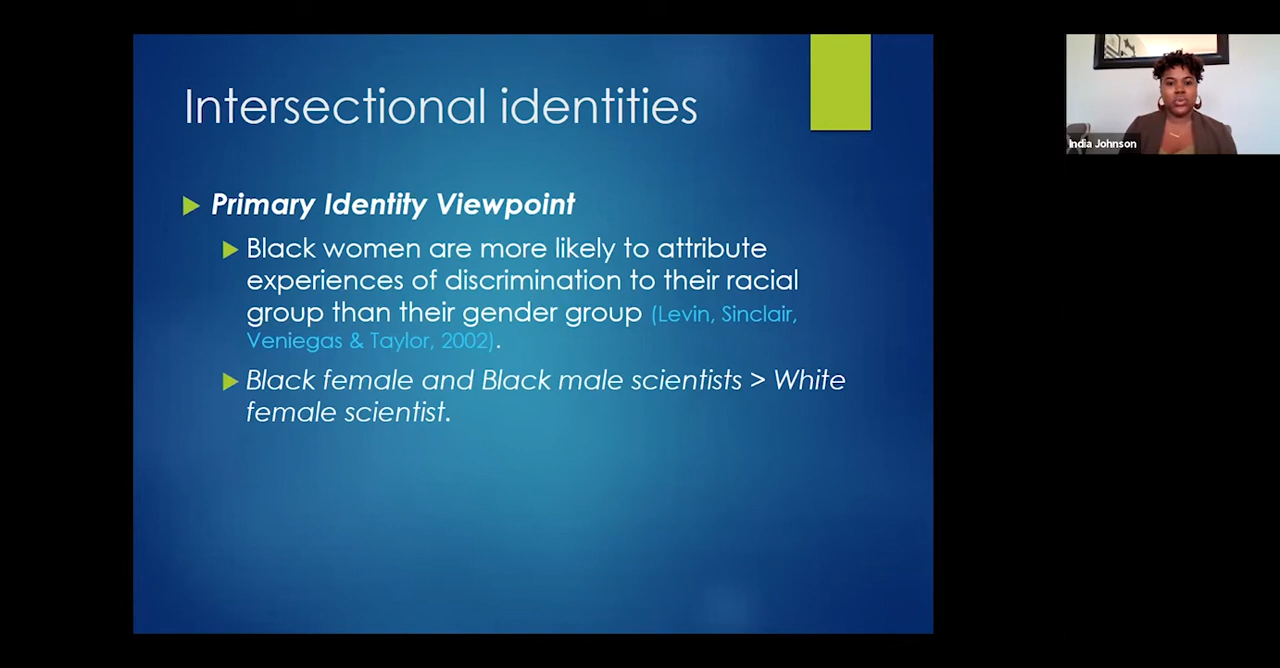 Intersectional identities
Primary Identity Viewpoint
Black women are more likely to attribute
experiences of discrimination to their racial
group than their gender group (Levin, Sinclair,
Veniegas & Taylor, 2002).
Black female and Black male scientists > White
female scientist.
India Johnson